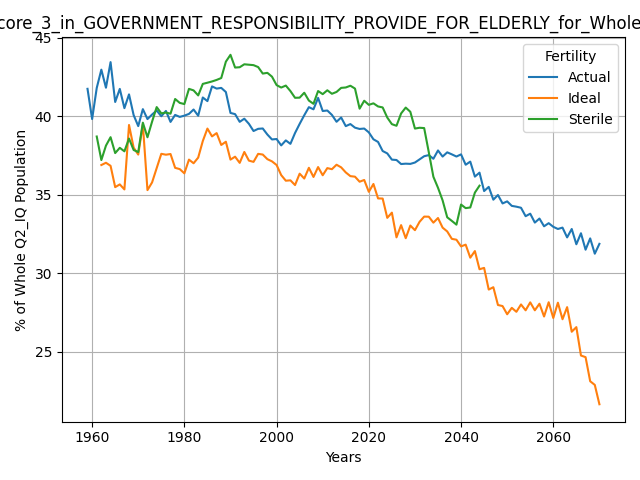 core_3_in_GOVERNMENT_RESPONSIBILITY_PROVIDE_FOR_ELDERLY_for_Whole
45
40
35
30
25
% of Whole Q2_IQ Population
1960
1980
2000
2020
2040
2060
Years
Fertility
Actual
Ideal
Sterile